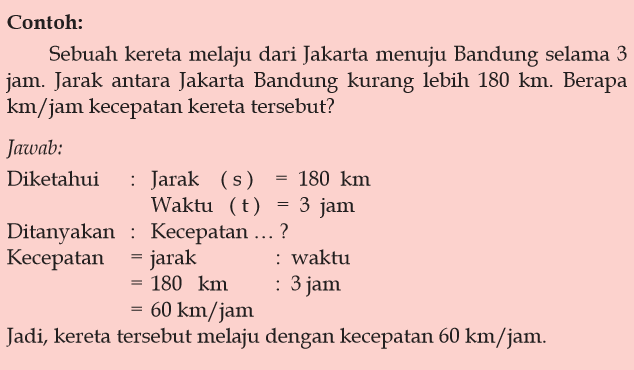 Contoh:
Sebuah kereta melaju dari Jakarta menuju Bandung selama 3
jam. Jarak antara Jakarta Bandung kurang lebih 180 km. Berapa
km/jam kecepatan kereta tersebut?
Jawab:
Diketahui : Jarak ( s ) = 180 km
Waktu ( t ) = 3 jam
Ditanyakan : Kecepatan ... ?
Kecepatan = jarak : waktu
= 180 km : 3 jam
= 60 km/jam
Jadi, kereta tersebut melaju dengan kecepatan 60 km/jam.